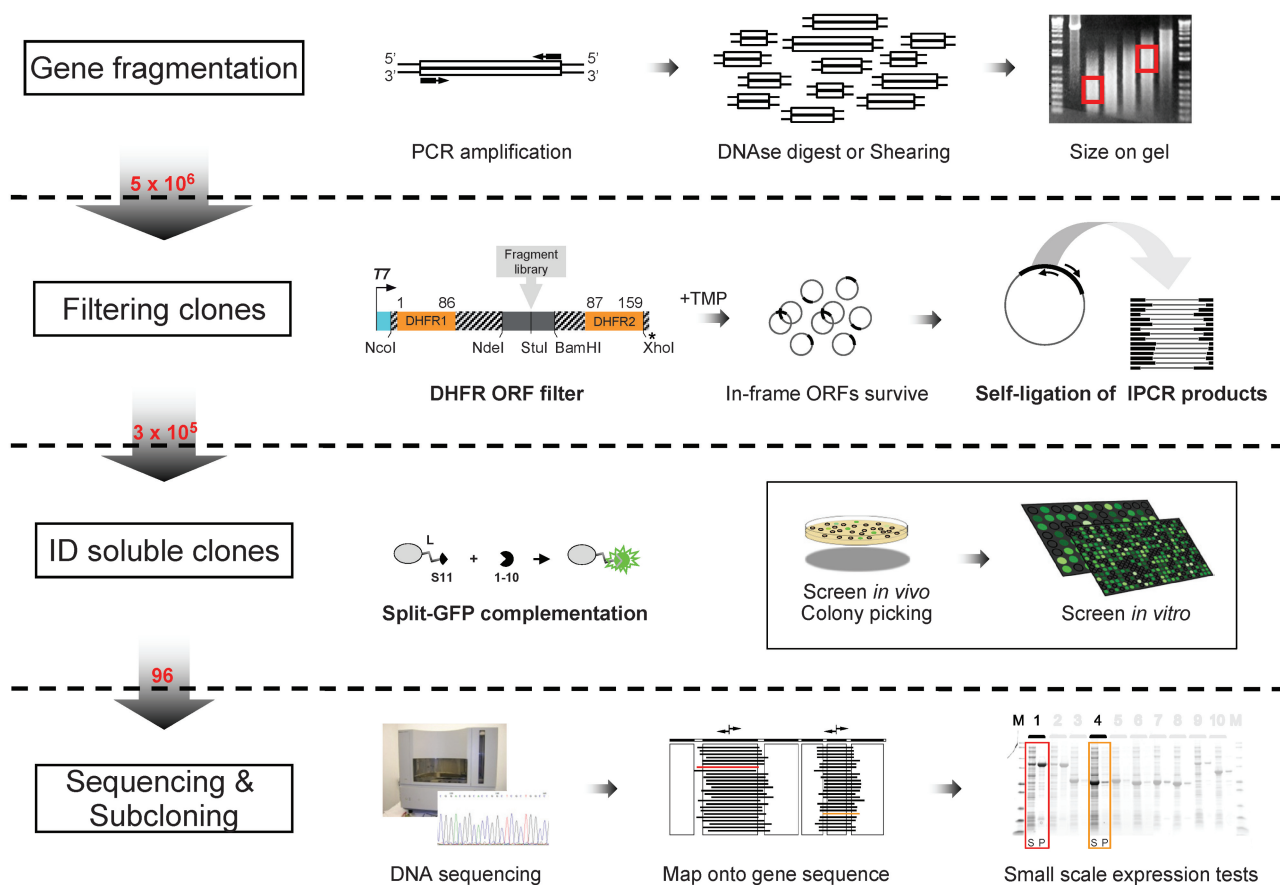 Gene fragmentation
5’ 5’
3’ 3’
PCR amplification
DNAse digest or Shearing
Size on gel
5 x 10⁶
Filtering clones
Fragment
library
T7
1 86 87 159
DHFR1 DHFR2
*
NcoI NdeI StuI BamHI XhoI
DHFR ORF filter
+TMP
In-frame ORFs survive
Self-ligation of IPCR products
3 x 10⁵
ID soluble clones
L
S11 + 1-10
Split-GFP complementation
Screen in vivo
Colony picking
Screen in vitro
96
Sequencing &
Subcloning
DNA sequencing
Map onto gene sequence
M 1 2 3 4 5 6 7 8 9 10 M
S P S P
Small scale expression tests